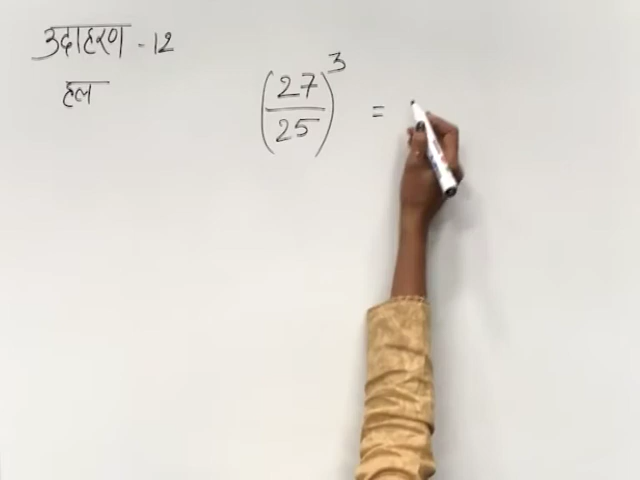 उदाहरण - 12
हल
(27/25)^3 =